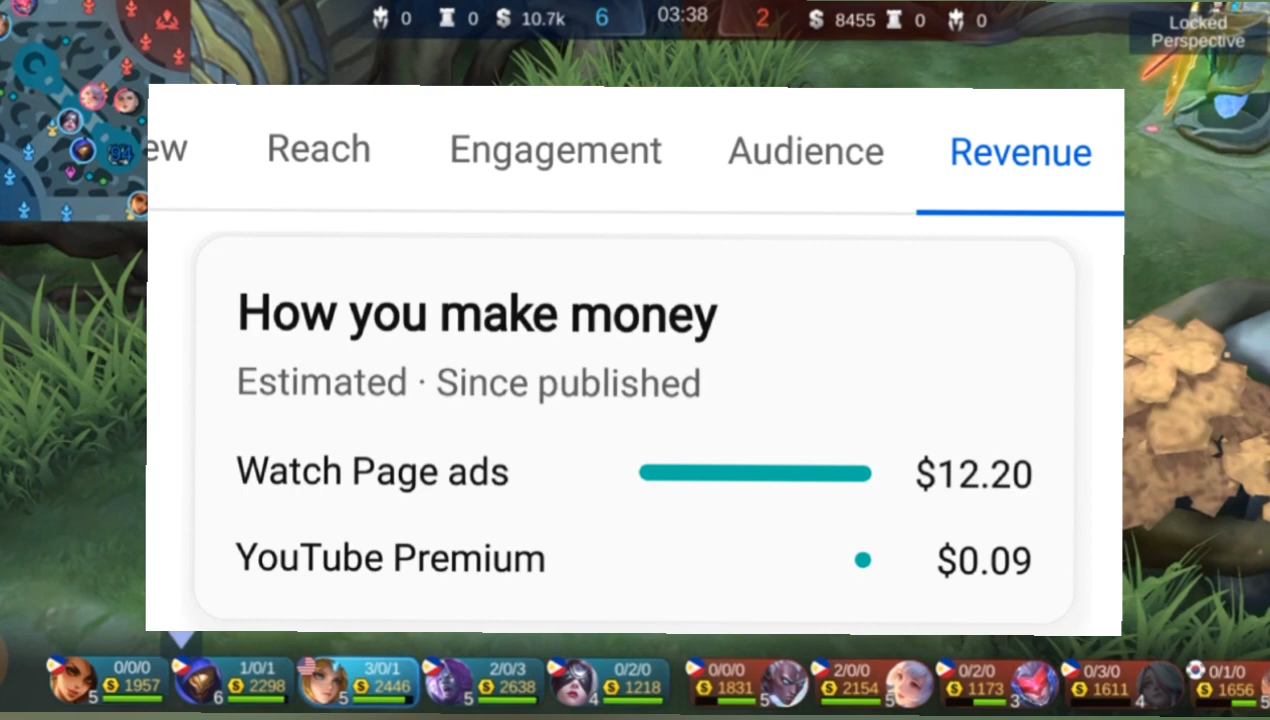 0 0 $ 10.7k 6 03:38 2 $ 8455 0 0
Locked
Perspective
ew Reach Engagement Audience Revenue
How you make money
Estimated · Since published
Watch Page ads $12.20
YouTube Premium $0.09
0/0/0 1/0/1 3/0/1 2/0/3 0/2/0 0/0/0 2/0/0 0/2/0 0/3/0 0/1/0
5 1957 6 2298 5 2446 5 2638 4 1218 1831 5 2154 5 1173 3 1611 4 1656 5